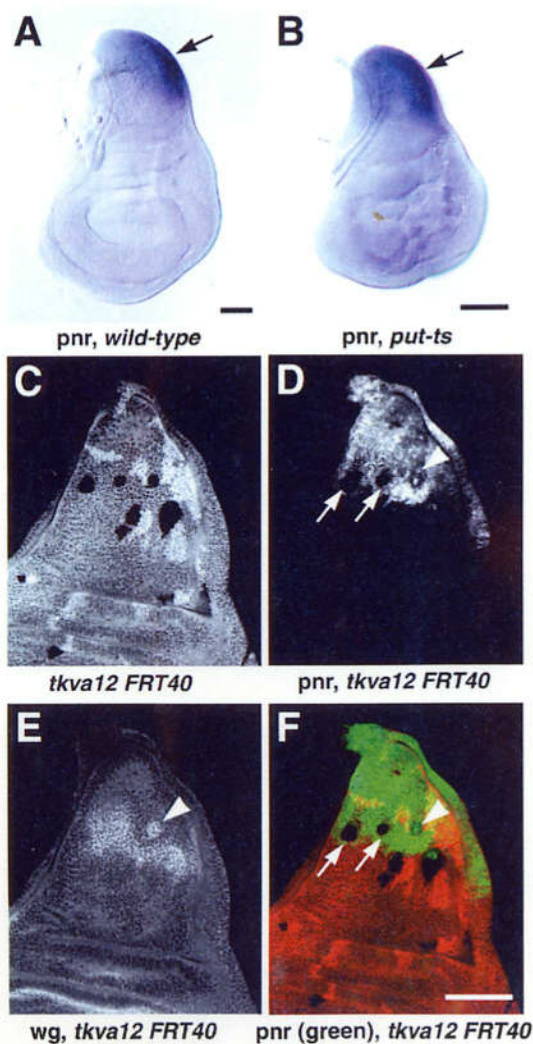 A
B
pnr, wild-type
pnr, put-ts
C
D
tkva12 FRT40
pnr, tkva12 FRT40
E
F
wg, tkva12 FRT40
pnr (green), tkva12 FRT40